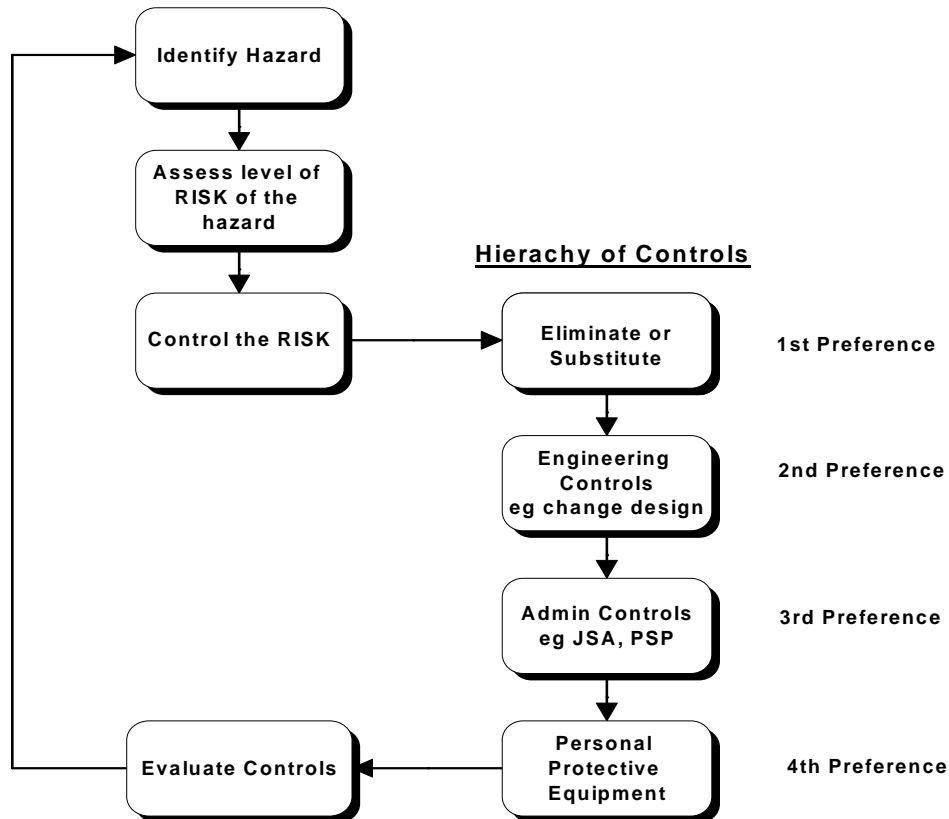 Identify Hazard
Assess level of
RISK of the
hazard
Hierachy of Controls
Control the RISK
Eliminate or
Substitute
1st Preference
Engineering
Controls
eg change design
2nd Preference
Admin Controls
eg JSA, PSP
3rd Preference
Personal
Protective
Equipment
4th Preference
Evaluate Controls